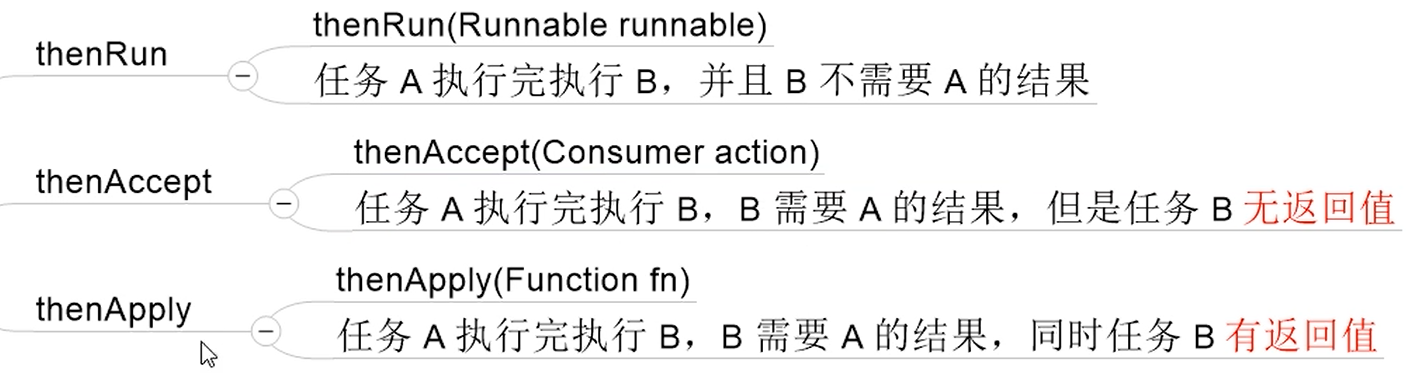 thenRun
thenRun(Runnable runnable)
任务 A 执行完执行 B，并且 B 不需要 A 的结果
thenAccept
thenAccept(Consumer action)
任务 A 执行完执行 B，B 需要 A 的结果，但是任务 B 无返回值
thenApply
thenApply(Function fn)
任务 A 执行完执行 B，B 需要 A 的结果，同时任务 B 有返回值